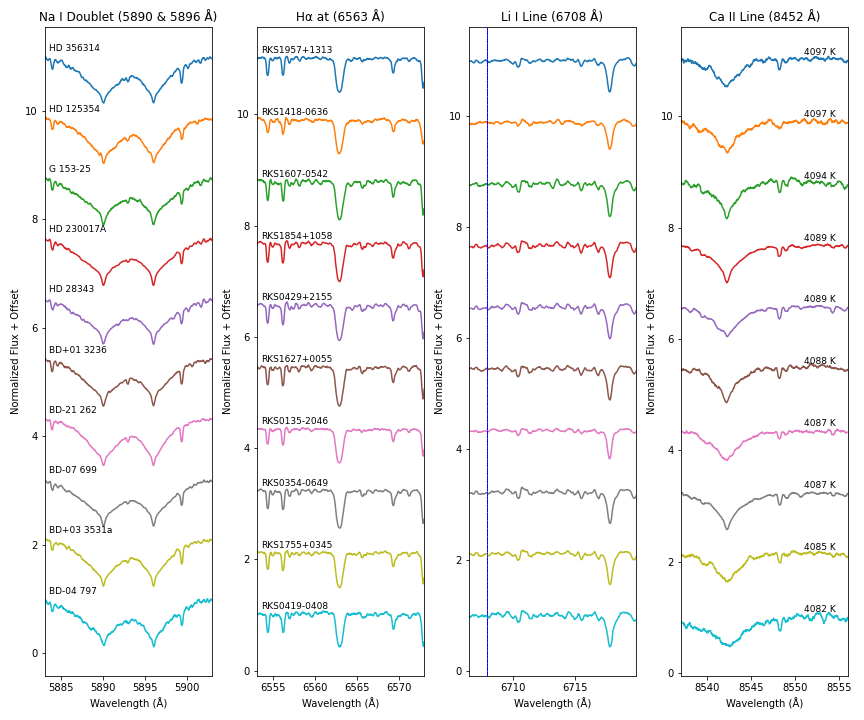 Na I Doublet (5890 & 5896 Å)
Hα at (6563 Å)
Li I Line (6708 Å)
Ca II Line (8452 Å)
HD 356314
HD 125354
G 153-25
HD 230017A
HD 28343
BD+01 3236
BD-21 262
BD-07 699
BD+03 3531a
BD-04 797
RKS1957+1313
RKS1418-0636
RKS1607-0542
RKS1854+1058
RKS0429+2155
RKS1627+0055
RKS0135-2046
RKS0354-0649
RKS1755+0345
RKS0419-0408
4097 K
4097 K
4094 K
4089 K
4089 K
4088 K
4087 K
4087 K
4085 K
4082 K
Normalized Flux + Offset
Normalized Flux + Offset
Normalized Flux + Offset
Normalized Flux + Offset
10
8
6
4
2
0
10
8
6
4
2
0
10
8
6
4
2
0
10
8
6
4
2
0
5885 5890 5895 5900
6555 6560 6565 6570
6710 6715
8540 8545 8550 8555
Wavelength (Å)
Wavelength (Å)
Wavelength (Å)
Wavelength (Å)